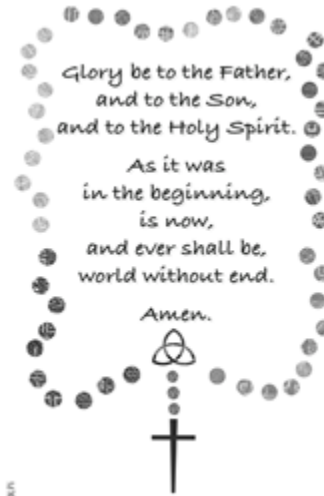 Glory be to the Father,
and to the Son,
and to the Holy Spirit.
As it was
in the beginning,
is now,
and ever shall be,
world without end.
Amen.